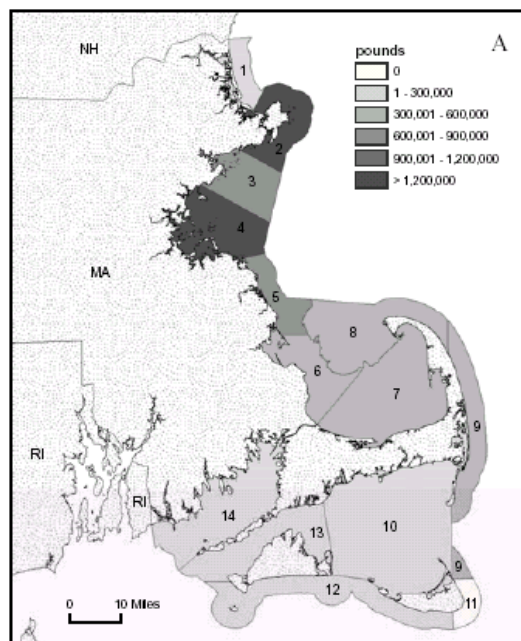 A
NH
pounds
0
1 - 300,000
300,001 - 600,000
600,001 - 900,000
900,001 - 1,200,000
> 1,200,000
1
2
3
4
MA
5
8
6
7
9
RI
RI
14
13
10
9
12
11
0 10 Miles